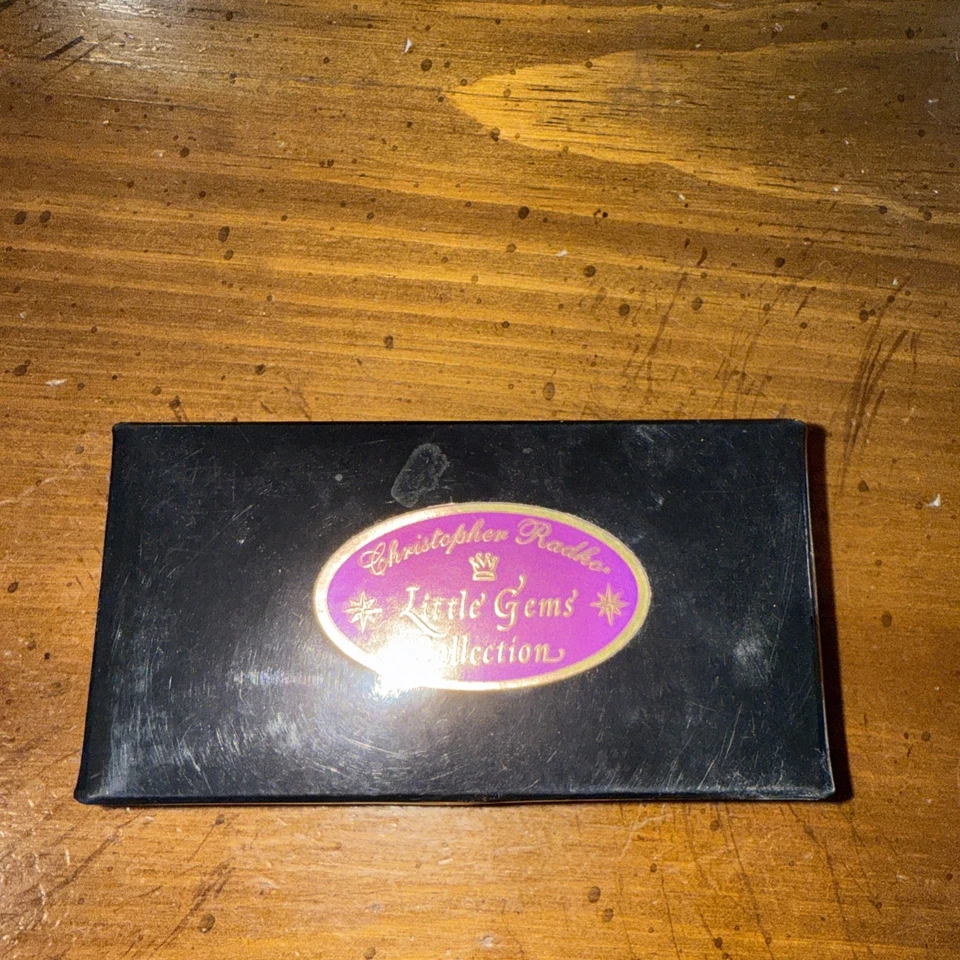 Christopher Radko
Little Gems
Collection